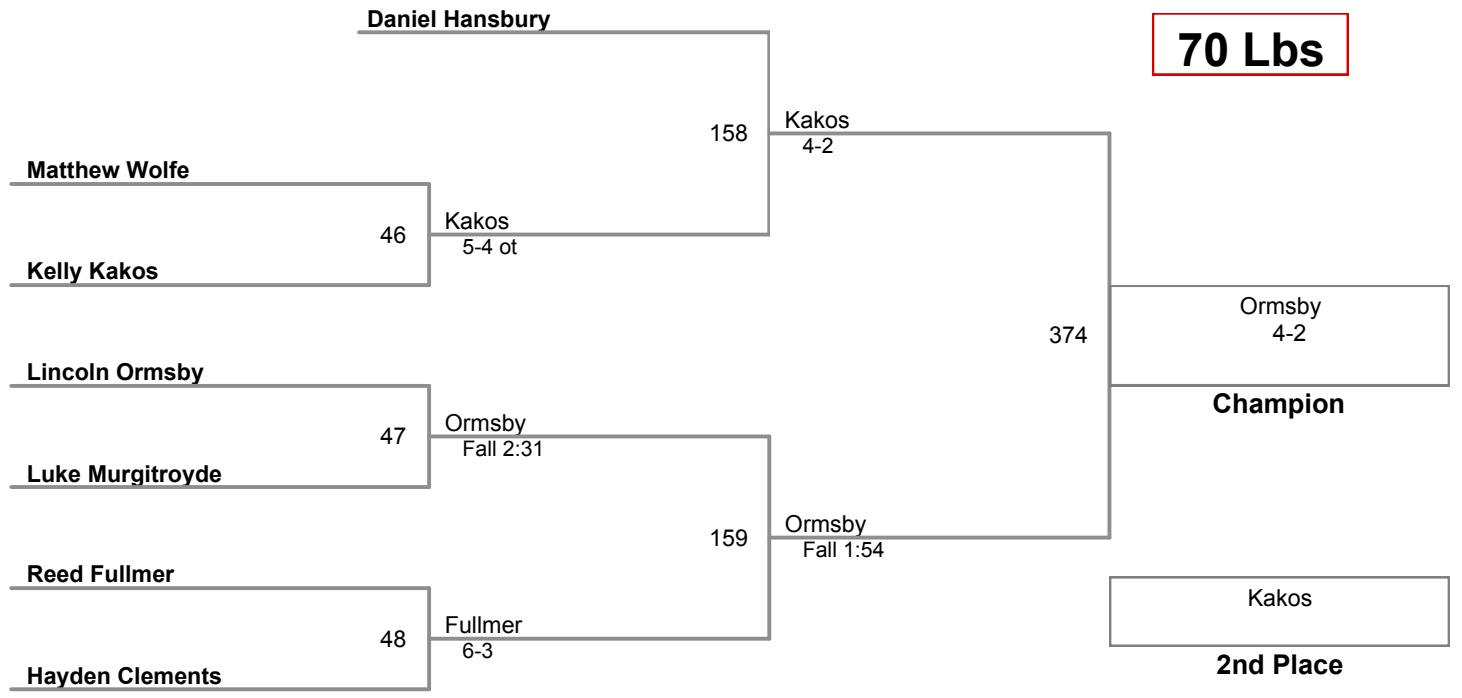 Daniel Hansbury
70 Lbs
158
Kakos
4-2
Matthew Wolfe
46
Kakos
5-4 ot
Kelly Kakos
374
Ormsby
4-2
Champion
Lincoln Ormsby
47
Ormsby
Fall 2:31
Luke Murgitroyde
159
Ormsby
Fall 1:54
Reed Fullmer
48
Fullmer
6-3
Hayden Clements
Kakos
2nd Place